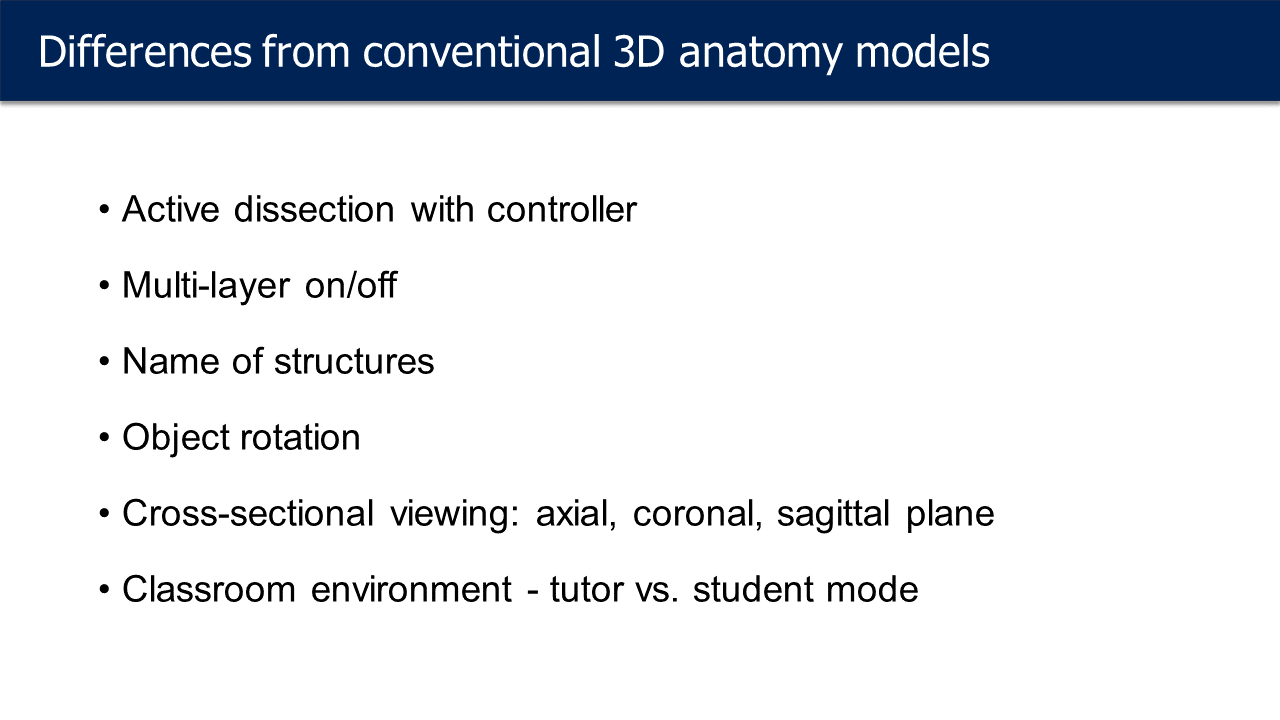 Differences from conventional 3D anatomy models
• Active dissection with controller
• Multi-layer on/off
• Name of structures
• Object rotation
• Cross-sectional viewing: axial, coronal, sagittal plane
• Classroom environment - tutor vs. student mode